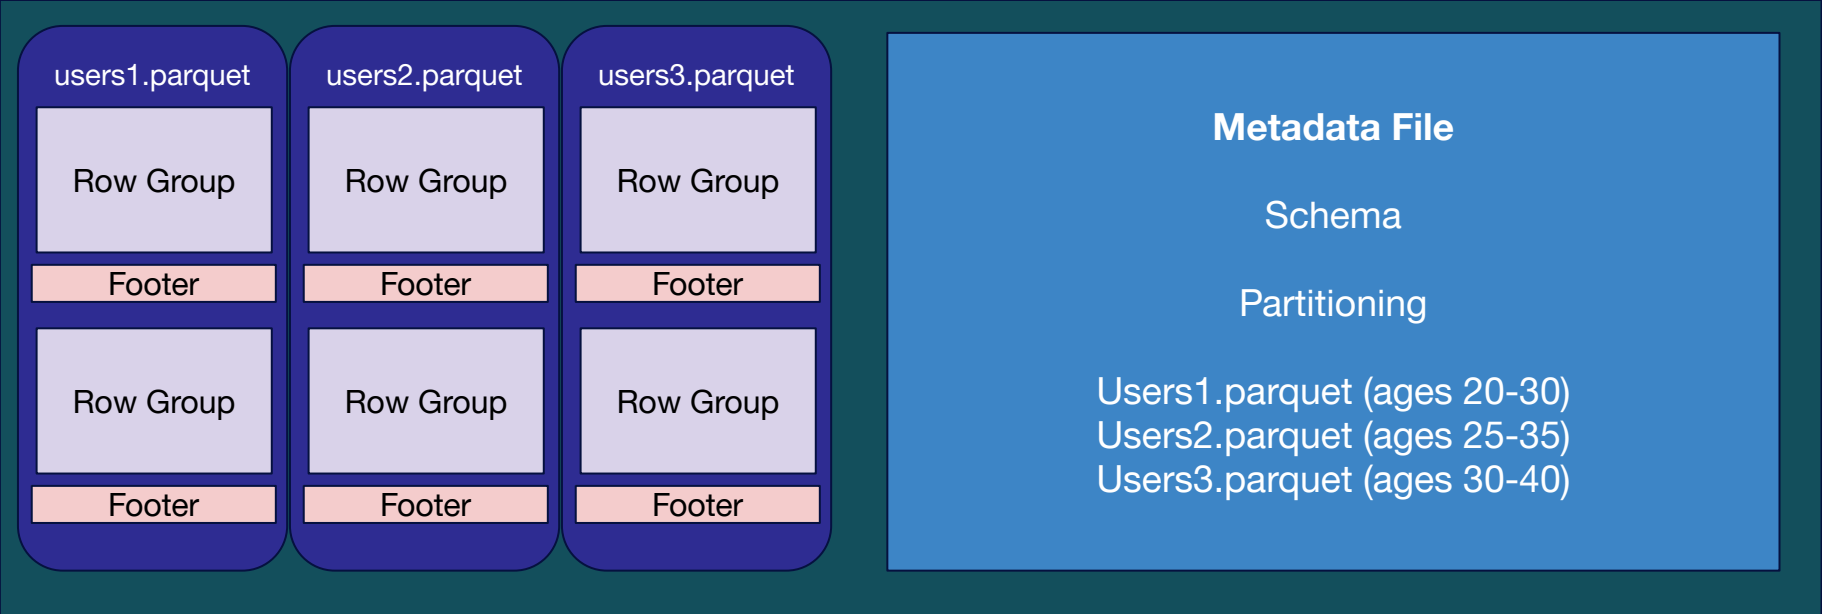 users1.parquet
Row Group
Footer
Row Group
Footer
users2.parquet
Row Group
Footer
Row Group
Footer
users3.parquet
Row Group
Footer
Row Group
Footer
Metadata File
Schema
Partitioning
Users1.parquet (ages 20-30)
Users2.parquet (ages 25-35)
Users3.parquet (ages 30-40)